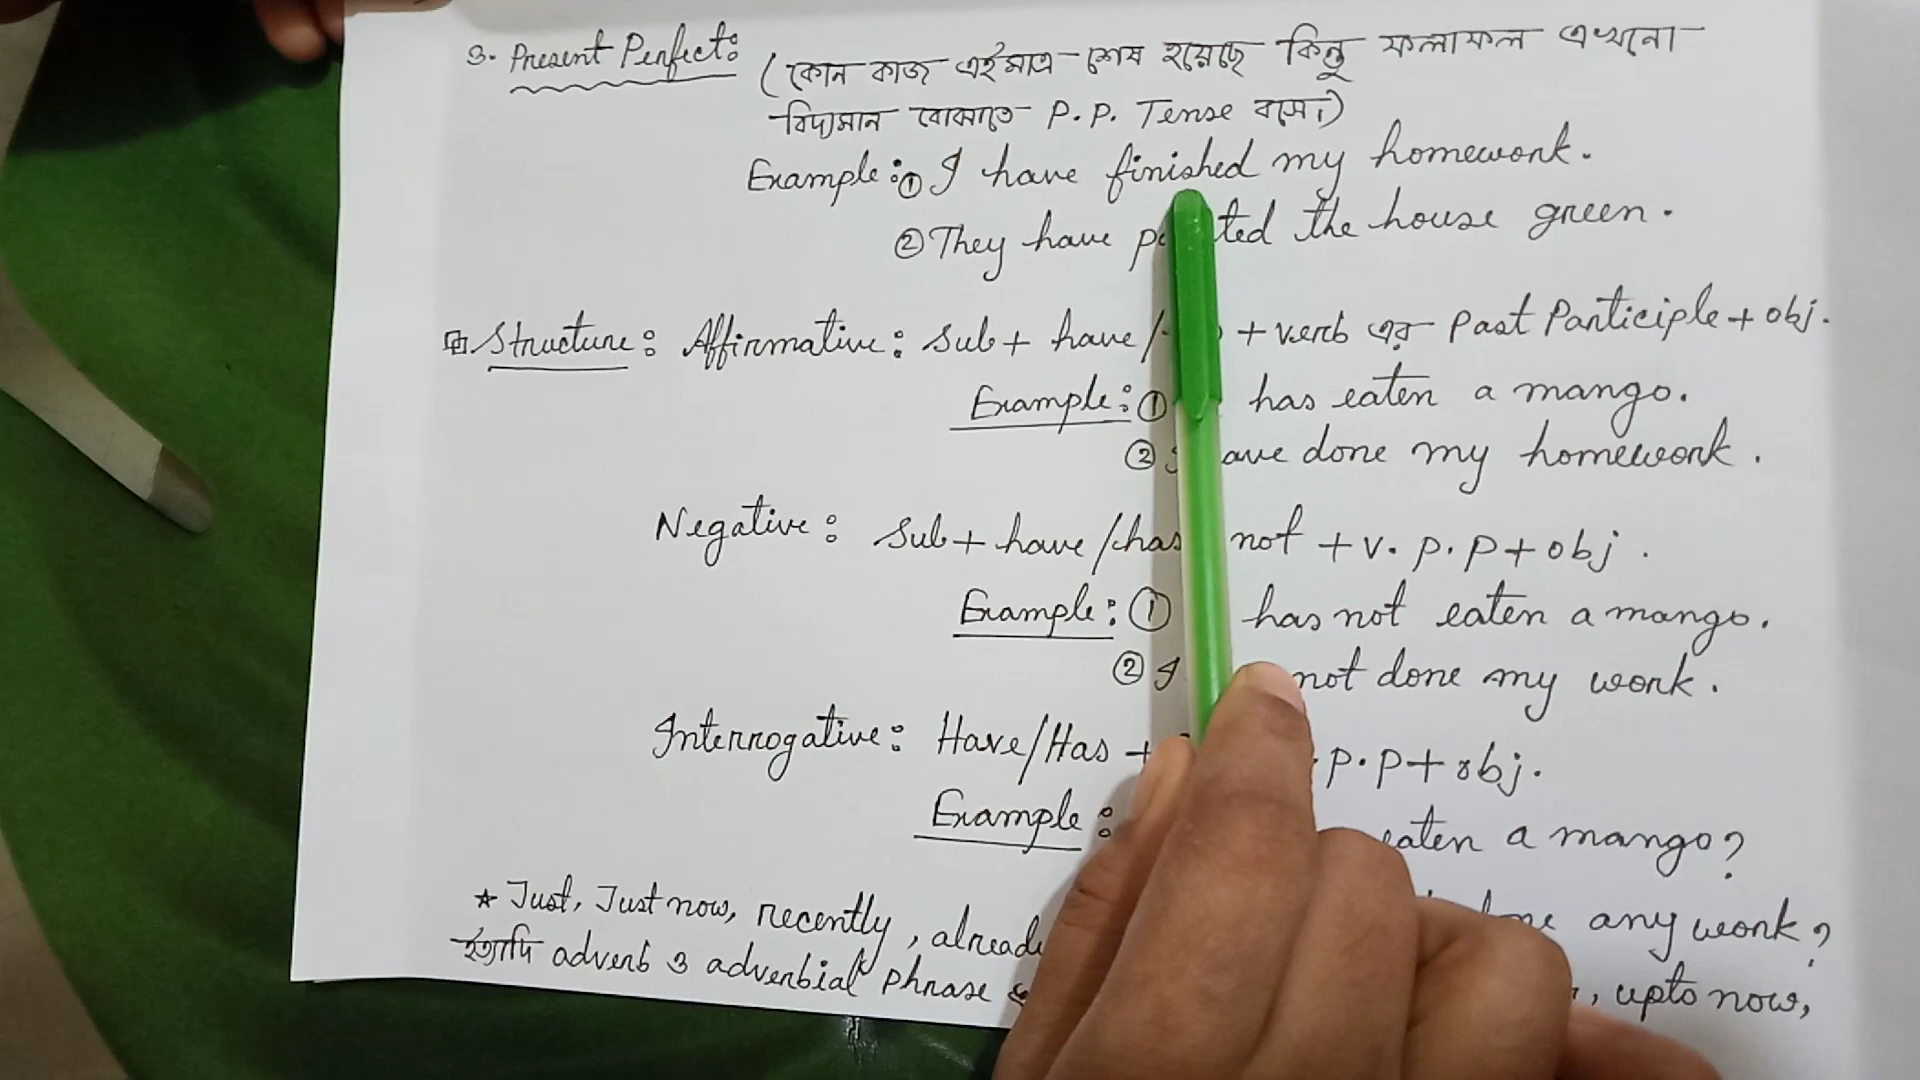 3. Present Perfect: (কোন কাজ এইমাত্র শেষ হয়েছে কিন্তু ফলাফল এখনো
বিদ্যমান বোঝাতে P.P. Tense বসে।)
Example: ① I have finished my homework.
② They have the house green.
Structure: Affirmative: Sub + have / + verb এর Past Participle + obj.
Example: ① has eaten a mango.
② done my homework.
Negative: Sub + have/has not + v. p. p + obj.
Example: ① has not eaten a mango.
② I not done my work.
Interrogative: Have/Has + p.p + obj.
Example: eaten a mango?
any work?
* Just, Just now, recently, upto now,
ইত্যাদি adverb ও adverbial phrase